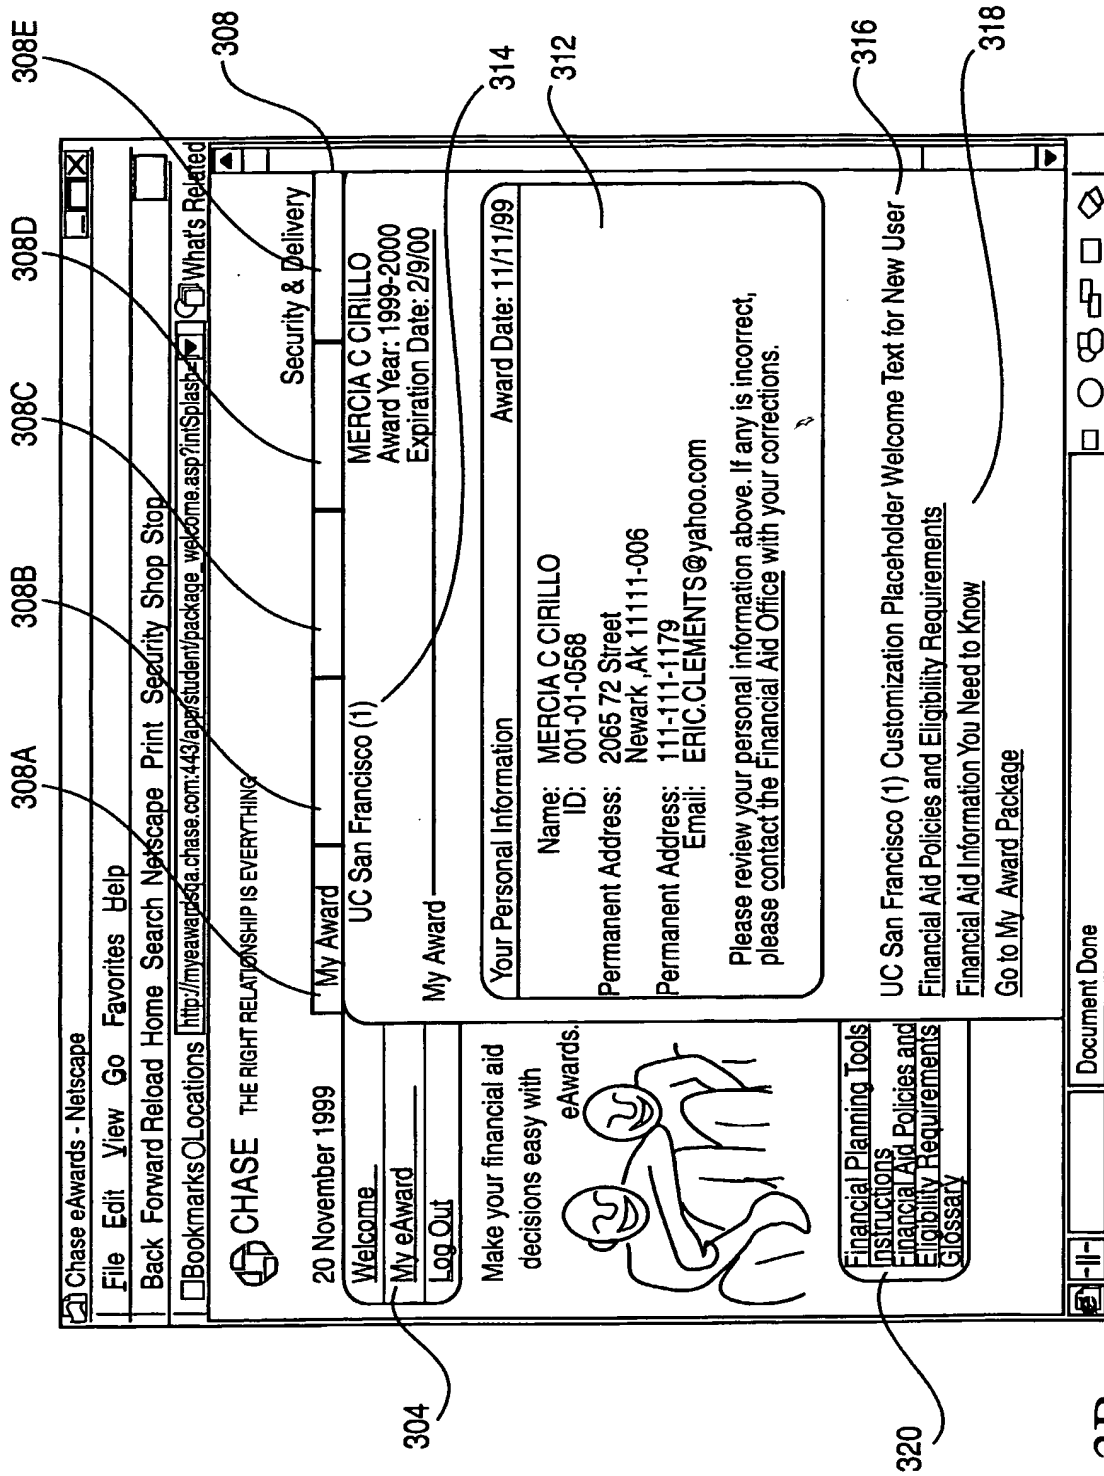 308A
308B
308C
308D
308E
Chase eAwards - Netscape
File Edit View Go Favorites Help
Back Forward Reload Home Search Netscape Print Security Shop Stop
BookmarksOLocations http://myeawardsqa.chase.com:443/app/student/package_welcome.asp?intSplash= What's Related
CHASE THE RIGHT RELATIONSHIP IS EVERYTHING
Security & Delivery
308
20 November 1999
My Award
Welcome
My eAward
Log Out
304
UC San Francisco (1)
314
MERCIA C CIRILLO
Award Year: 1999-2000
Expiration Date: 2/9/00
My Award
Make your financial aid
decisions easy with
eAwards.
Your Personal Information Award Date: 11/11/99
312
Name: MERCIA C CIRILLO
ID: 001-01-0568
Permanent Address: 2065 72 Street
Newark ,Ak 11111-006
Permanent Address: 111-111-1179
Email: ERIC.CLEMENTS@yahoo.com
Please review your personal information above. If any is incorrect,
please contact the Financial Aid Office with your corrections.
Financial Planning Tools
Instructions
Financial Aid Policies and
Eligibility Requirements
Glossary
320
UC San Francisco (1) Customization Placeholder Welcome Text for New User
316
Financial Aid Policies and Eligibility Requirements
Financial Aid Information You Need to Know
318
Go to My Award Package
Document Done